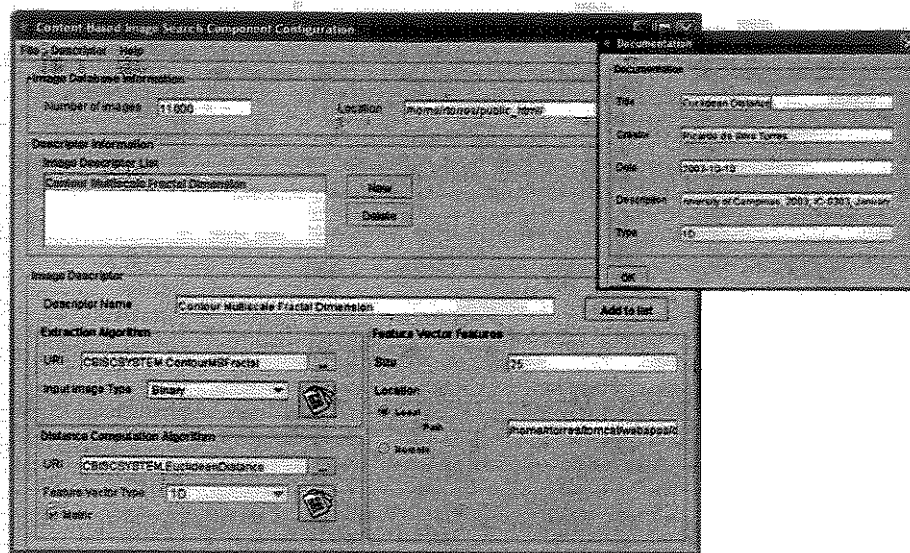 Content-Based Image Search Component Configuration
File Descriptor Help
Image Database Information
Number of images 11000 Location /home/rtorres/public_html/
Descriptor Information
Image Descriptor List
Contour Multiscale Fractal Dimension
New
Delete
Image Descriptor
Descriptor Name Contour Multiscale Fractal Dimension Add to list
Extraction Algorithm
URI CBISCSYSTEM.ContourMSFractal ...
Input Image Type Binary
Distance Computation Algorithm
URI CBISCSYSTEM.EuclideanDistance ...
Feature Vector Type 1D
Metric
Feature Vector Features
Size 25
Location
Local
Path /home/rtorres/tomcat/webapps/c
Remote
Documentation
Documentation
Title Euclidean Distance
Creator Ricardo da Silva Torres
Date 2003-10-
Description niversity of Campinas, 2003, IC-0303, January
Type 1D
OK